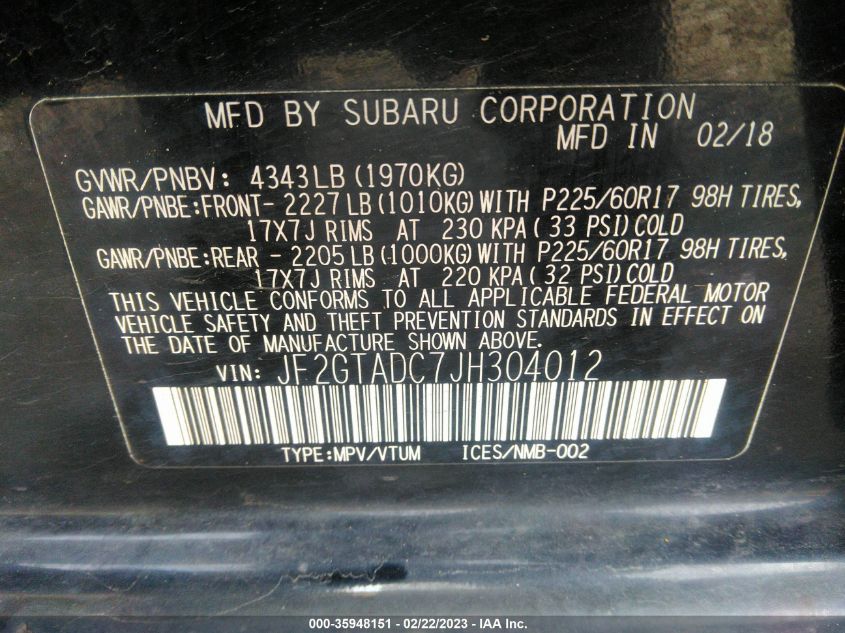 MFD BY SUBARU CORPORATION
MFD IN 02/18
GVWR/PNBV: 4343LB (1970KG)
GAWR/PNBE:FRONT- 2227LB (1010KG) WITH P225/60R17 98H TIRES,
17X7J RIMS AT 230 KPA ( 33 PSI) COLD
GAWR/PNBE:REAR - 2205LB (1000KG) WITH P225/60R17 98H TIRES,
17X7J RIMS AT 220 KPA ( 32 PSI) COLD
THIS VEHICLE CONFORMS TO ALL APPLICABLE FEDERAL MOTOR
VEHICLE SAFETY AND THEFT PREVENTION STANDARDS IN EFFECT ON
THE DATE OF MANUFACTURE SHOWN ABOVE.
VIN: JF2GTADC7JH304012
TYPE:MPV/VTUM ICES/NMB-002
000-35948151 — 02/22/2023 — IAA Inc.